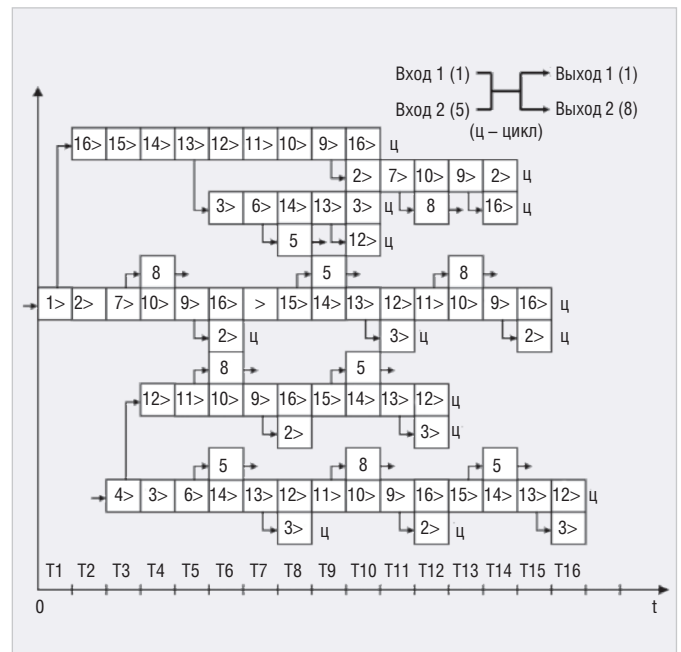 Вход 1 (1) Выход 1 (1)
Вход 2 (5) Выход 2 (8)
(ц – цикл)
16> 15> 14> 13> 12> 11> 10> 9> 16> ц
2> 7> 10> 9> 2> ц
3> 6> 14> 13> 3> ц 8 16> ц
5 12> ц
8 5 8
1> 2> 7> 10> 9> 16> > 15> 14> 13> 12> 11> 10> 9> 16> ц
2> ц 3> ц 2> ц
8 5
12> 11> 10> 9> 16> 15> 14> 13> 12> ц
2> 3> ц
5 8 5
4> 3> 6> 14> 13> 12> 11> 10> 9> 16> 15> 14> 13> 12> ц
3> ц 2> ц 3>
T1 T2 T3 T4 T5 T6 T7 T8 T9 T10 T11 T12 T13 T14 T15 T16
0 t